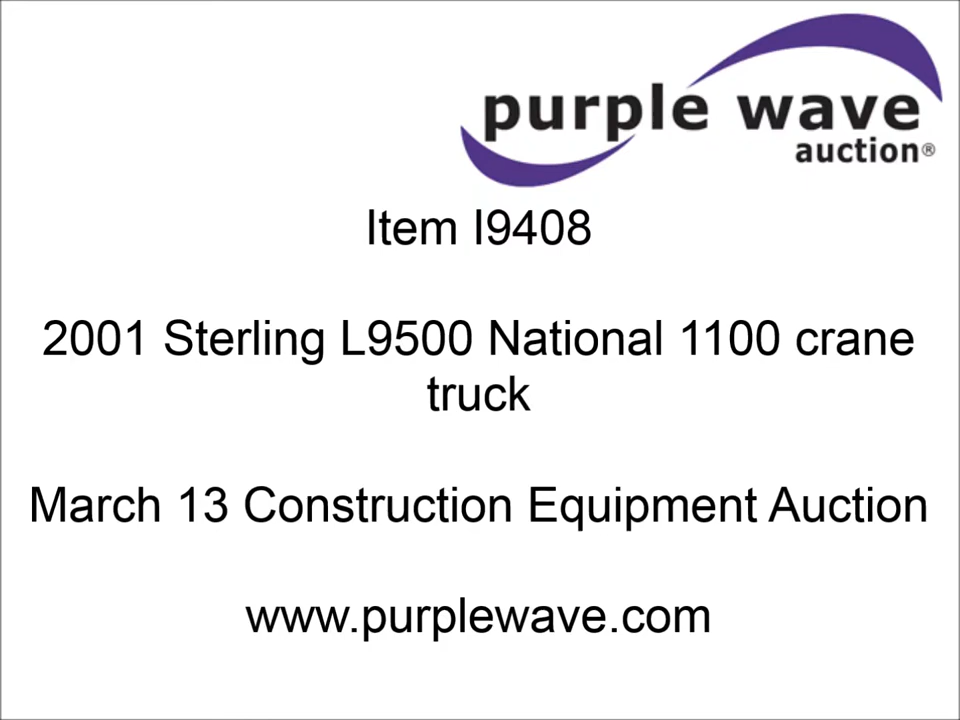 purple wave
auction®
Item I9408
2001 Sterling L9500 National 1100 crane
truck
March 13 Construction Equipment Auction
www.purplewave.com